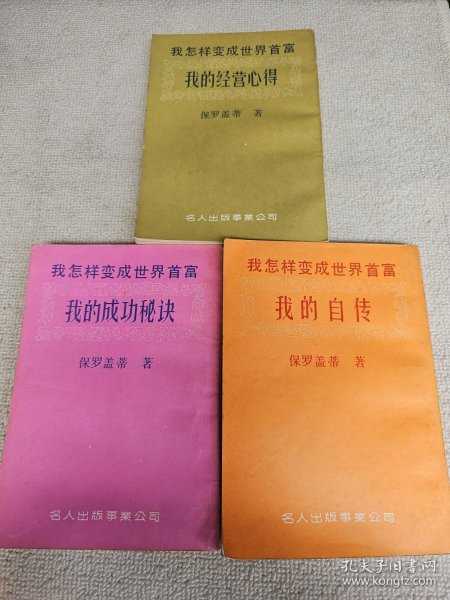 我怎样变成世界首富
我的经营心得
保罗盖蒂 著
名人出版事業公司
我怎样变成世界首富
我的成功秘诀
保罗盖蒂 著
名人出版事業公司
我怎样变成世界首富
我的自传
保罗盖蒂 著
名人出版事業公司
孔夫子旧书网
www.kongfz.com